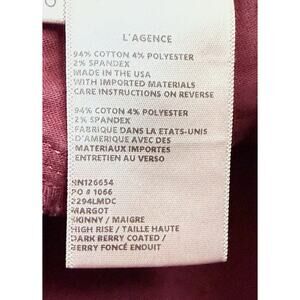 L'AGENCE
94% COTTON 4% POLYESTER
2% SPANDEX
MADE IN THE USA
WITH IMPORTED MATERIALS
CARE INSTRUCTIONS ON REVERSE
94% COTON 4% POLYESTER
2% SPANDEX
FABRIQUE DANS LA ETATS-UNIS
D'AMERIQUE AVEC DES
MATERIAUX IMPORTES
ENTRETIEN AU VERSO
RN126654
PO # 1066
2294LMDC
MARGOT
SKINNY / MAIGRE
HIGH RISE / TAILLE HAUTE
DARK BERRY COATED /
BERRY FONCÉ ENDUIT